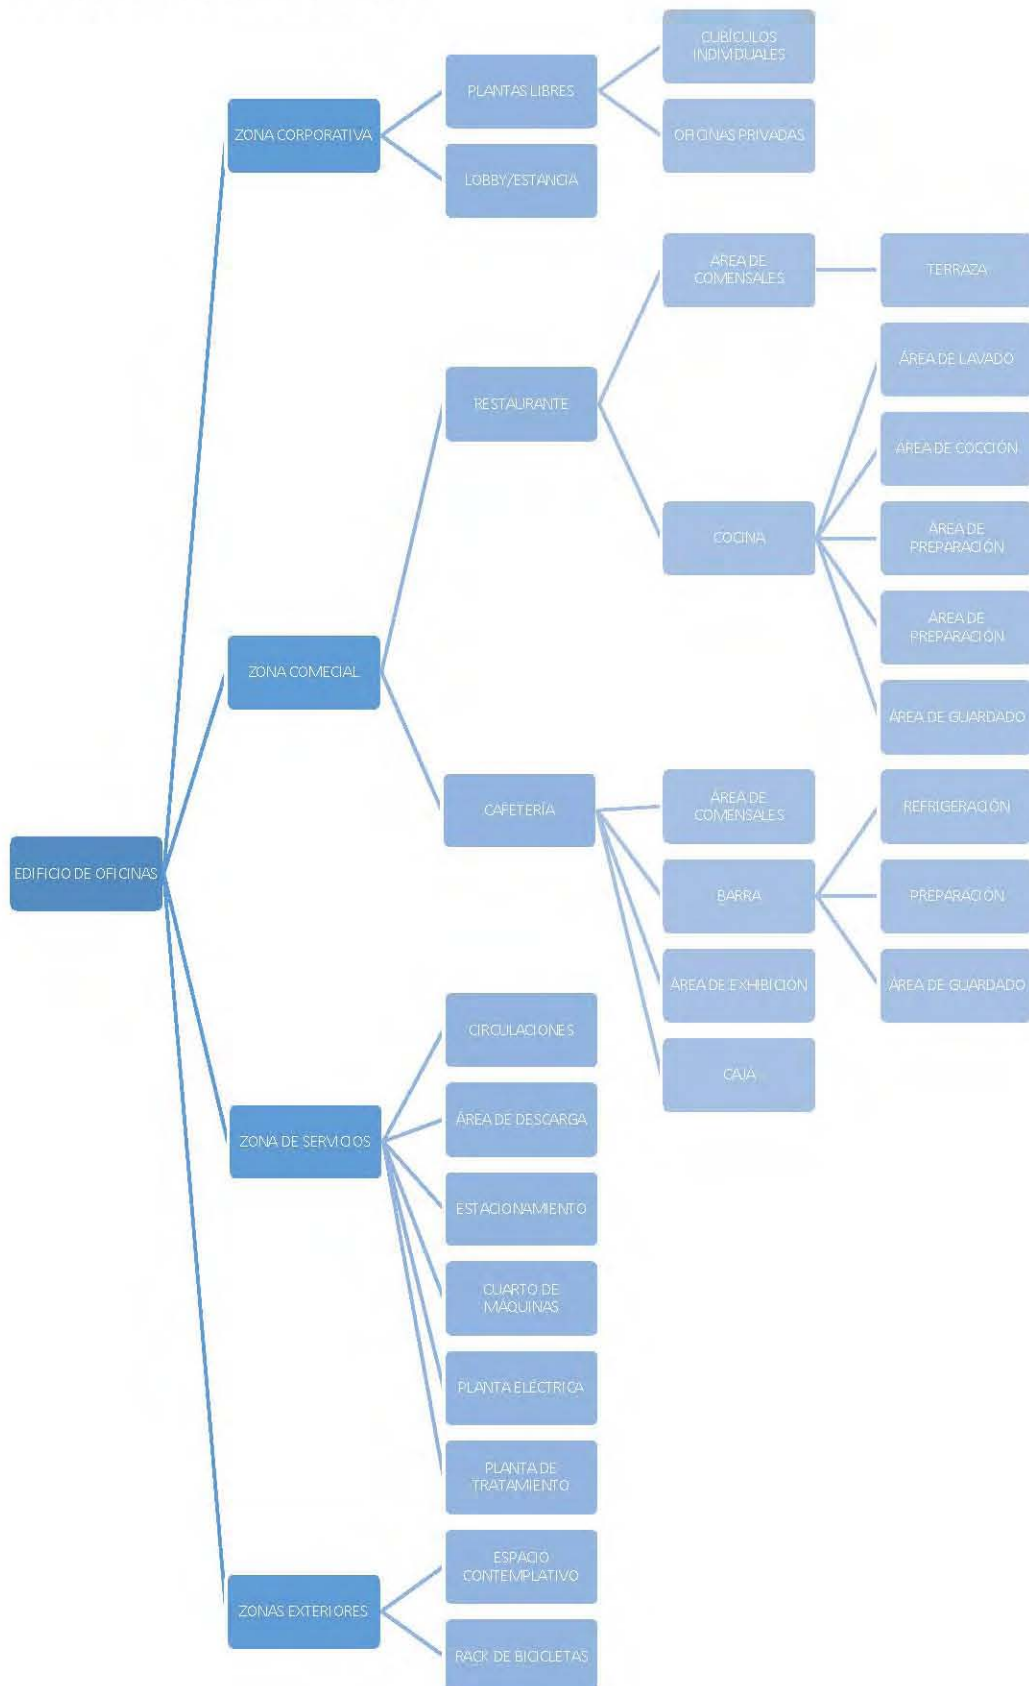 CUBÍCULOS
INDIVIDUALES
PLANTAS LIBRES
ZONA CORPORATIVA
OFICINAS PRIVADAS
LOBBY/ESTANCIA
ÁREA DE
COMENSALES
TERRAZA
ÁREA DE LAVADO
RESTAURANTE
ÁREA DE COCCIÓN
COCINA
ÁREA DE
PREPARACIÓN
ÁREA DE
PREPARACIÓN
ZONA COMECIAL
ÁREA DE GUARDADO
CAFETERÍA
ÁREA DE
COMENSALES
REFRIGERACIÓN
EDIFICIO DE OFICINAS
BARRA
PREPARACIÓN
ÁREA DE EXHIBICIÓN
ÁREA DE GUARDADO
CIRCULACIONES
CAJA
ÁREA DE DESCARGA
ZONA DE SERVICIOS
ESTACIONAMIENTO
CUARTO DE
MÁQUINAS
PLANTA ELÉCTRICA
PLANTA DE
TRATAMIENTO
ESPACIO
CONTEMPLATIVO
ZONAS EXTERIORES
RACK DE BICICLETAS